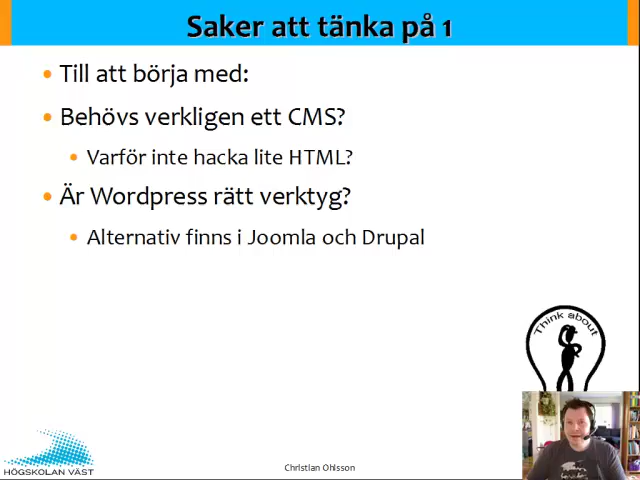 Saker att tänka på 1
Till att börja med:
Behövs verkligen ett CMS?
Varför inte hacka lite HTML?
Är Wordpress rätt verktyg?
Alternativ finns i Joomla och Drupal
Think about
HÖGSKOLAN VÄST
Christian Ohlsson